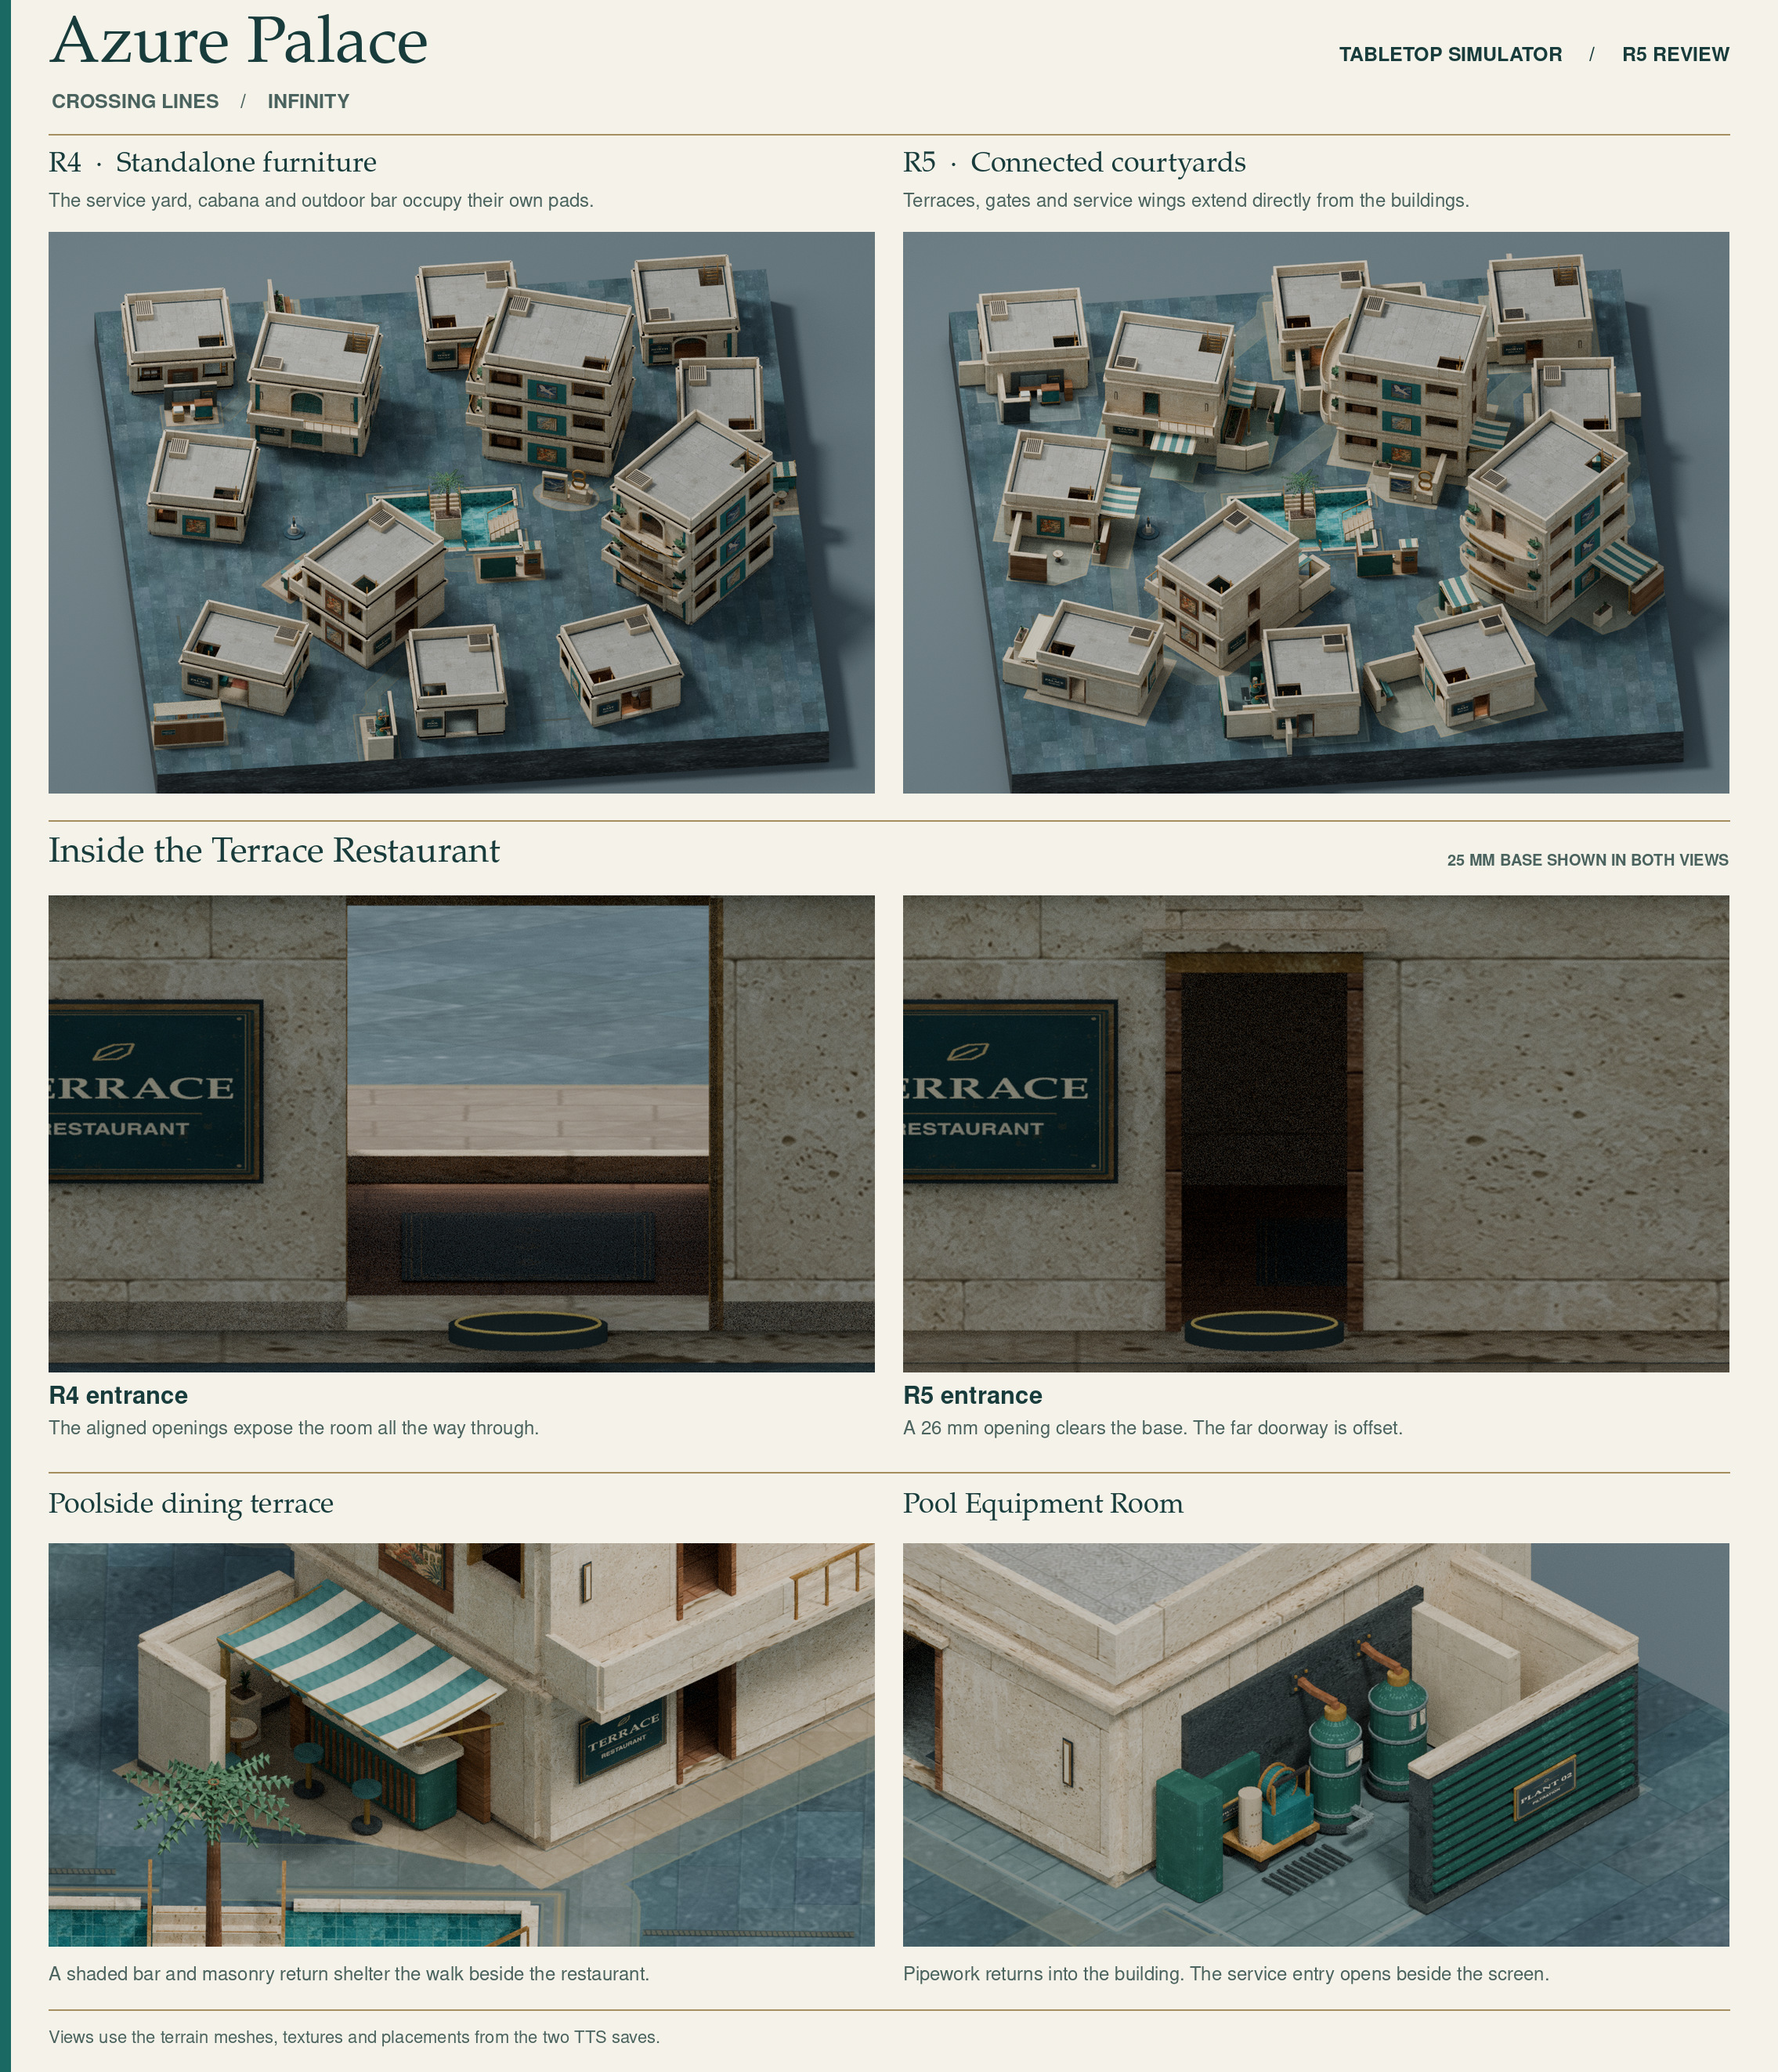 Azure Palace
TABLETOP SIMULATOR / R5 REVIEW
CROSSING LINES / INFINITY
R4 · Standalone furniture
The service yard, cabana and outdoor bar occupy their own pads.
R5 · Connected courtyards
Terraces, gates and service wings extend directly from the buildings.
Inside the Terrace Restaurant
25 MM BASE SHOWN IN BOTH VIEWS
ERRACE
RESTAURANT
ERRACE
RESTAURANT
R4 entrance
The aligned openings expose the room all the way through.
R5 entrance
A 26 mm opening clears the base. The far doorway is offset.
Poolside dining terrace
Pool Equipment Room
TERRACE
RESTAURANT
PLANT 02
FILTRATION
A shaded bar and masonry return shelter the walk beside the restaurant.
Pipework returns into the building. The service entry opens beside the screen.
Views use the terrain meshes, textures and placements from the two TTS saves.